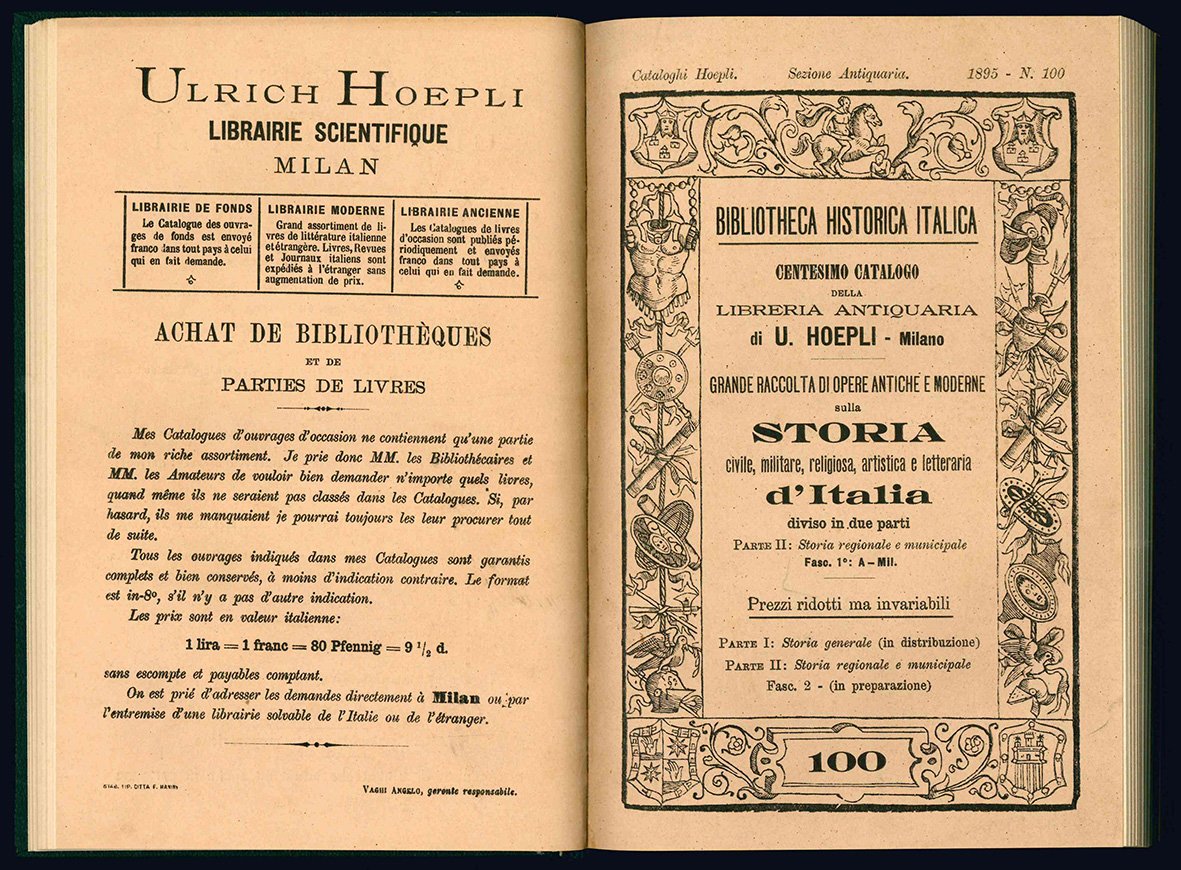 ULRICH HOEPLI
LIBRAIRIE SCIENTIFIQUE
MILAN
LIBRAIRIE DE FONDS
Le Catalogue des ouvra-
ges de fonds est envoyé
franco dans tout pays à celui
qui en fait demande.
LIBRAIRIE MODERNE
Grand assortiment de li-
vres de littérature italienne
et étrangère. Livres, Revues
et Journaux italiens sont
expédiés à l'étranger sans
augmentation de prix.
LIBRAIRIE ANCIENNE
Les Catalogues de livres
d'occasion sont publiés pé-
riodiquement et envoyés
franco dans tout pays à
celui qui en fait demande.
ACHAT DE BIBLIOTHÈQUES
ET DE
PARTIES DE LIVRES
Mes Catalogues d'ouvrages d'occasion ne contiennent qu'une partie
de mon riche assortiment. Je prie donc MM. les Bibliothécaires et
MM. les Amateurs de vouloir bien demander n'importe quels livres,
quand même ils ne seraient pas classés dans les Catalogues. Si, par
hasard, ils me manquaient je pourrai toujours les leur procurer tout
de suite.
Tous les ouvrages indiqués dans mes Catalogues sont garantis
complets et bien conservés, à moins d'indication contraire. Le format
est in-8º, s'il n'y a pas d'autre indication.
Les prix sont en valeur italienne:
1 lira = 1 franc = 80 Pfennig = 9 1/2 d.
sans escompte et payables comptant.
On est prié d'adresser les demandes directement à Milan ou par
l'entremise d'une librairie solvable de l'Italie ou de l'étranger.
STAB. TIP. DITTA F. MANINI
VAGHI ANGELO, gerente responsabile.
Cataloghi Hoepli. Sezione Antiquaria. 1895 - N. 100
BIBLIOTHECA HISTORICA ITALICA
CENTESIMO CATALOGO
DELLA
LIBRERIA ANTIQUARIA
di U. HOEPLI - Milano
GRANDE RACCOLTA DI OPERE ANTICHE E MODERNE
sulla
STORIA
civile, militare, religiosa, artistica e letteraria
d'Italia
diviso in due parti
PARTE II: Storia regionale e municipale
Fasc. 1º: A-Mil.
Prezzi ridotti ma invariabili
PARTE I: Storia generale (in distribuzione)
PARTE II: Storia regionale e municipale
Fasc. 2 - (in preparazione)
100